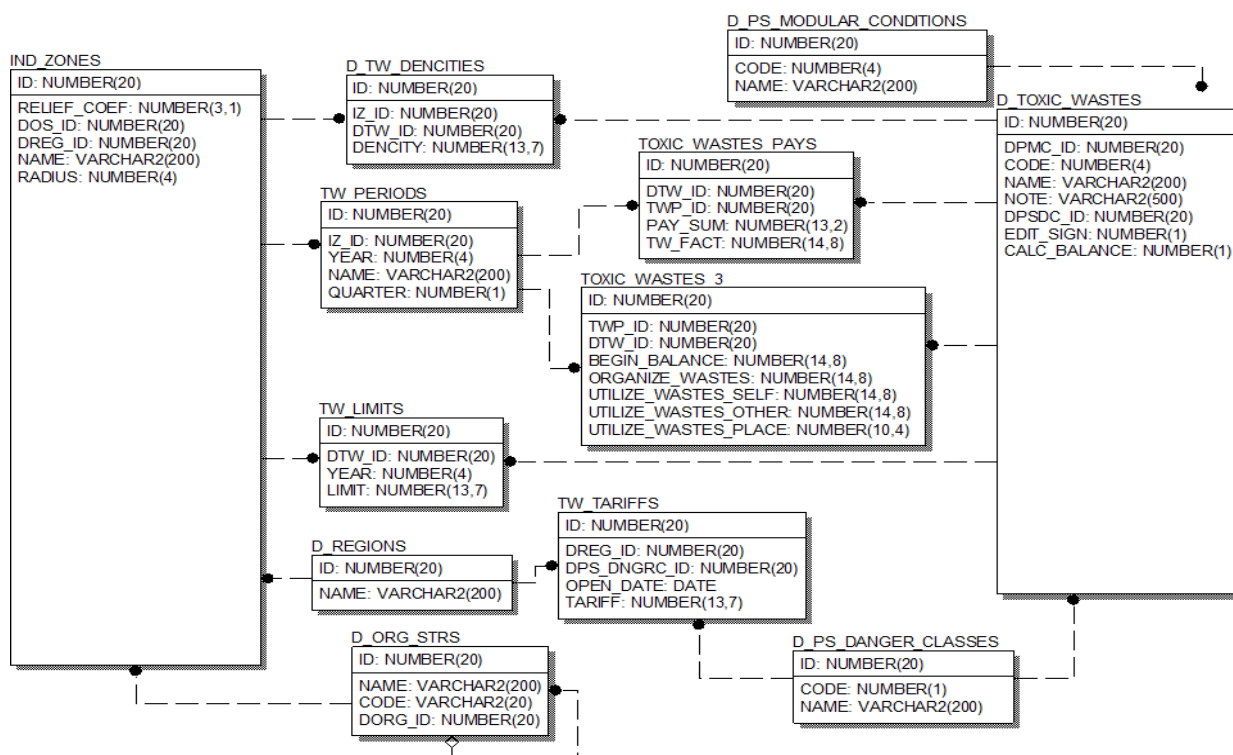 D_PS_MODULAR_CONDITIONS
ID: NUMBER(20)
CODE: NUMBER(4)
NAME: VARCHAR2(200)
IND_ZONES
ID: NUMBER(20)
RELIEF_COEF: NUMBER(3,1)
DOS_ID: NUMBER(20)
DREG_ID: NUMBER(20)
NAME: VARCHAR2(200)
RADIUS: NUMBER(4)
D_TW_DENCITIES
ID: NUMBER(20)
IZ_ID: NUMBER(20)
DTW_ID: NUMBER(20)
DENCITY: NUMBER(13,7)
D_TOXIC_WASTES
ID: NUMBER(20)
DPMC_ID: NUMBER(20)
CODE: NUMBER(4)
NAME: VARCHAR2(200)
NOTE: VARCHAR2(500)
DPSDC_ID: NUMBER(20)
EDIT_SIGN: NUMBER(1)
CALC_BALANCE: NUMBER(1)
TOXIC_WASTES_PAYS
ID: NUMBER(20)
DTW_ID: NUMBER(20)
TWP_ID: NUMBER(20)
PAY_SUM: NUMBER(13,2)
TW_FACT: NUMBER(14,8)
TW_PERIODS
ID: NUMBER(20)
IZ_ID: NUMBER(20)
YEAR: NUMBER(4)
NAME: VARCHAR2(200)
QUARTER: NUMBER(1)
TOXIC_WASTES_3
ID: NUMBER(20)
TWP_ID: NUMBER(20)
DTW_ID: NUMBER(20)
BEGIN_BALANCE: NUMBER(14,8)
ORGANIZE_WASTES: NUMBER(14,8)
UTILIZE_WASTES_SELF: NUMBER(14,8)
UTILIZE_WASTES_OTHER: NUMBER(14,8)
UTILIZE_WASTES_PLACE: NUMBER(10,4)
TW_LIMITS
ID: NUMBER(20)
DTW_ID: NUMBER(20)
YEAR: NUMBER(4)
LIMIT: NUMBER(13,7)
TW_TARIFFS
ID: NUMBER(20)
DREG_ID: NUMBER(20)
DPS_DNGRC_ID: NUMBER(20)
OPEN_DATE: DATE
TARIFF: NUMBER(13,7)
D_REGIONS
ID: NUMBER(20)
NAME: VARCHAR2(200)
D_ORG_STRS
ID: NUMBER(20)
NAME: VARCHAR2(200)
CODE: VARCHAR2(20)
DORG_ID: NUMBER(20)
D_PS_DANGER_CLASSES
ID: NUMBER(20)
CODE: NUMBER(1)
NAME: VARCHAR2(200)